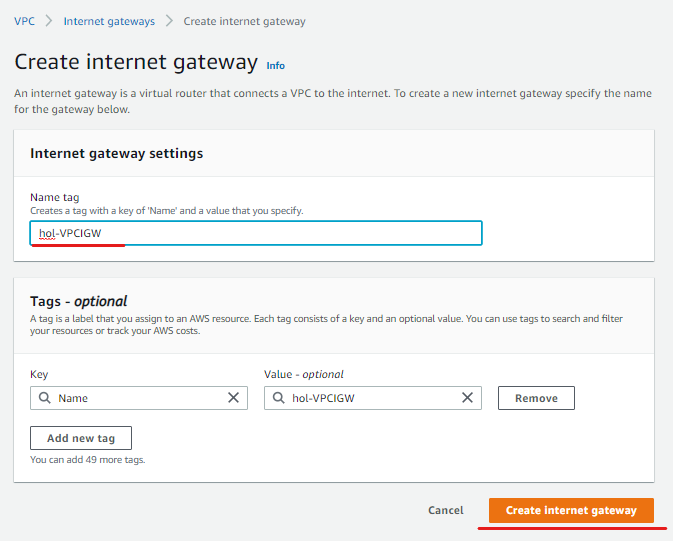 VPC > Internet gateways > Create internet gateway
Create internet gateway Info
An internet gateway is a virtual router that connects a VPC to the internet. To create a new internet gateway specify the name
for the gateway below.
Internet gateway settings
Name tag
Creates a tag with a key of 'Name' and a value that you specify.
hol-VPCIGW
Tags - optional
A tag is a label that you assign to an AWS resource. Each tag consists of a key and an optional value. You can use tags to search and filter
your resources or track your AWS costs.
Key Value - optional
Name hol-VPCIGW Remove
Add new tag
You can add 49 more tags.
Cancel Create internet gateway